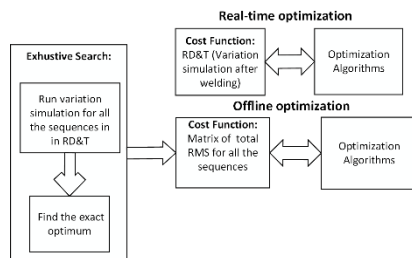 Real-time optimization
Cost Function:
RD&T (Variation
simulation after
welding)
Optimization
Algorithms
Exhustive Search:
Run variation
simulation for all
the sequences in
in RD&T
Find the exact
optimum
Offline optimization
Cost Function:
Matrix of total
RMS for all the
sequences
Optimization
Algorithms